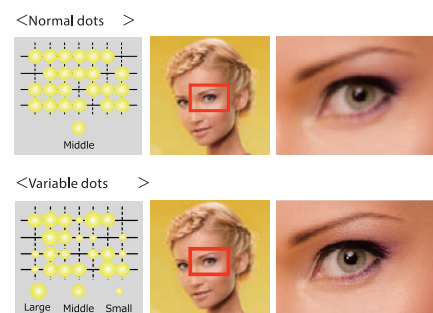 <Normal dots >
Middle
<Variable dots >
Large Middle Small